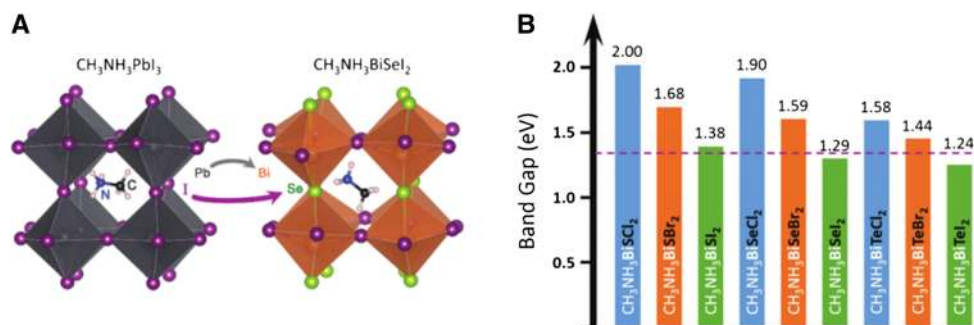 A
CH₃NH₃PbI₃
CH₃NH₃BiSeI₂
Pb
Bi
I
Se
N
C
B
Band Gap (eV)
2.0
1.5
1.0
0.5
2.00
1.68
1.38
1.90
1.59
1.29
1.58
1.44
1.24
CH₃NH₃BiSCl₂
CH₃NH₃BiSBr₂
CH₃NH₃BiSI₂
CH₃NH₃BiSeCl₂
CH₃NH₃BiSeBr₂
CH₃NH₃BiSeI₂
CH₃NH₃BiTeCl₂
CH₃NH₃BiTeBr₂
CH₃NH₃BiTeI₂